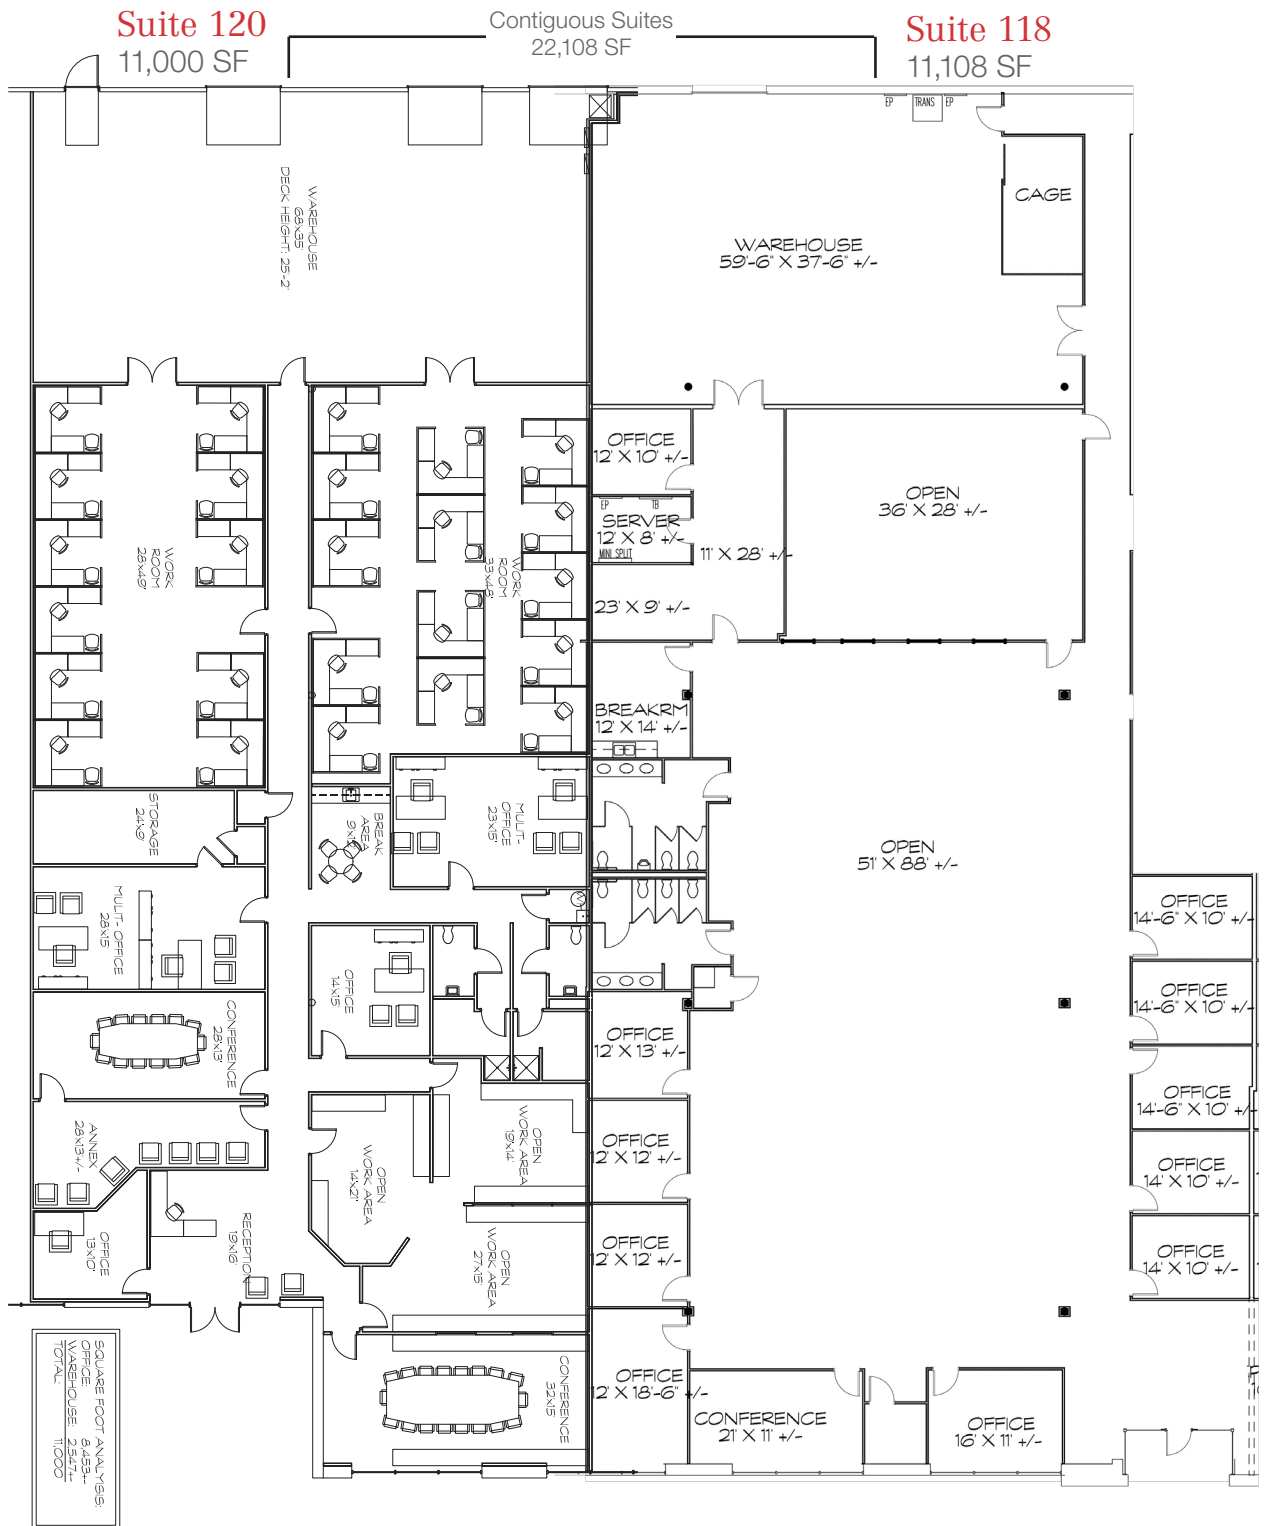 Suite 120
11,000 SF
Contiguous Suites
22,108 SF
Suite 118
11,108 SF
WAREHOUSE
68x35'
DECK HEIGHT: 25'-2"
EP
TRANS
EP
CAGE
WAREHOUSE
59'-6" X 37'-6" +/-
WORK
ROOM
28x49'
WORK
ROOM
OFFICE
12' X 10' +/-
EP
TB
SERVER
12' X 8' +/-
MINI SPLIT
11' X 28' +/-
23' X 9' +/-
OPEN
36' X 28' +/-
BREAKRM
12' X 14' +/-
OPEN
51' X 88' +/-
STORAGE
24x9'
BREAK
AREA
MULIT-
OFFICE
23x15'
MULIT- OFFICE
28x15
OFFICE
14x15'
CONFERENCE
28x13'
ANNEX
28x13+/-
OFFICE
13x10'
RECEPTION
19x16'
OPEN
WORK AREA
14'x21'
OPEN
WORK AREA
19x14'
OPEN
WORK AREA
27x15'
CONFERENCE
32x15'
OFFICE
12' X 13' +/-
OFFICE
12' X 12' +/-
OFFICE
12' X 12' +/-
OFFICE
12' X 18'-6" +/-
CONFERENCE
21' X 11' +/-
OFFICE
16' X 11' +/-
OFFICE
14'-6" X 10' +/-
OFFICE
14'-6" X 10' +/-
OFFICE
14'-6" X 10' +/-
OFFICE
14' X 10' +/-
OFFICE
14' X 10' +/-
SQUARE FOOT ANALYSIS:
OFFICE: 8,453+-
WAREHOUSE: 2,547+-
TOTAL: 11,000